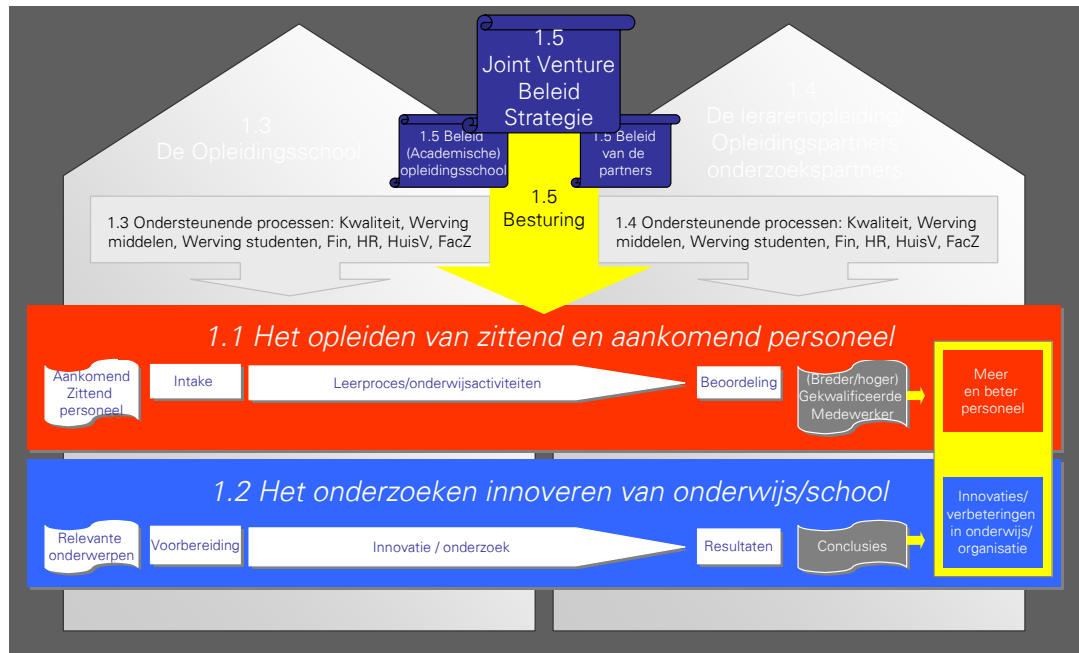 1.5
Joint Venture
Beleid
Strategie
1.5 Beleid
(Academische)
opleidingsschool
1.5 Beleid
van de
partners
1.3
De Opleidingsschool
1.4
De lerarenopleiding/
Opleidingspartners
onderzoekspartners
1.5
Besturing
1.3 Ondersteunende processen: Kwaliteit, Werving
middelen, Werving studenten, Fin, HR, HuisV, FacZ
1.4 Ondersteunende processen: Kwaliteit, Werving
middelen, Werving studenten, Fin, HR, HuisV, FacZ
1.1 Het opleiden van zittend en aankomend personeel
Aankomend
Zittend
personeel
Intake
Leerproces/onderwijsactiviteiten
Beoordeling
(Breder/hoger)
Gekwalificeerde
Medewerker
Meer
en beter
personeel
1.2 Het onderzoeken innoveren van onderwijs/school
Relevante
onderwerpen
Voorbereiding
Innovatie / onderzoek
Resultaten
Conclusies
Innovaties/
verbeteringen
in onderwijs/
organisatie